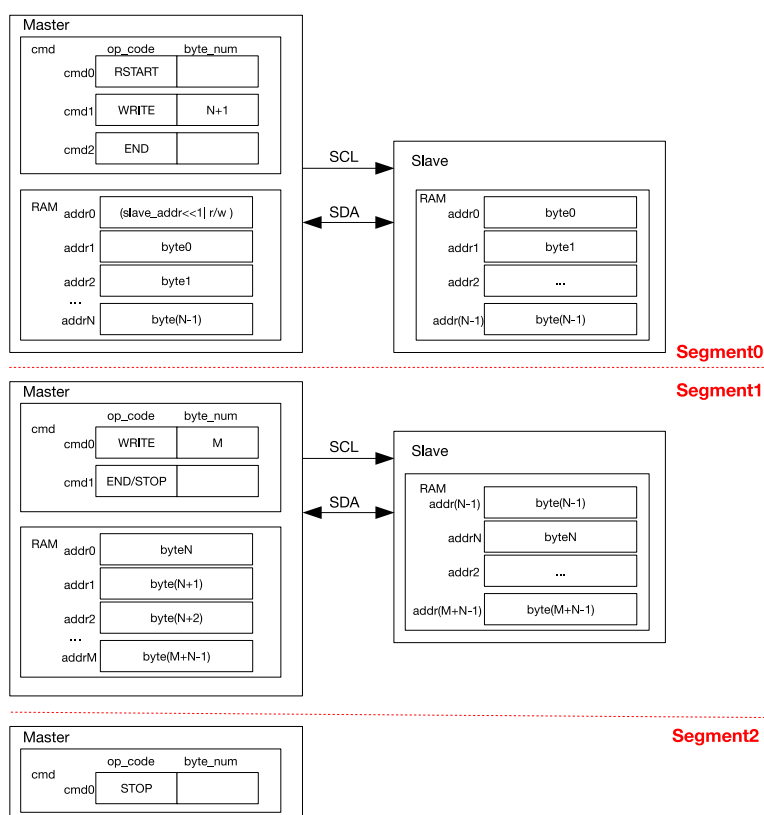 Master
cmd
op_code byte_num
cmd0 RSTART
cmd1 WRITE N+1
cmd2 END
RAM
addr0 (slave_addr<<1| r/w )
addr1 byte0
addr2 byte1
...
addrN byte(N-1)
SCL
SDA
Slave
RAM
addr0 byte0
addr1 byte1
addr2 ...
addr(N-1) byte(N-1)
Segment0
Segment1
Master
cmd
op_code byte_num
cmd0 WRITE M
cmd1 END/STOP
RAM
addr0 byteN
addr1 byte(N+1)
addr2 byte(N+2)
...
addrM byte(M+N-1)
SCL
SDA
Slave
RAM
addr(N-1) byte(N-1)
addrN byteN
addr2 ...
addr(M+N-1) byte(M+N-1)
Segment2
Master
cmd
op_code byte_num
cmd0 STOP